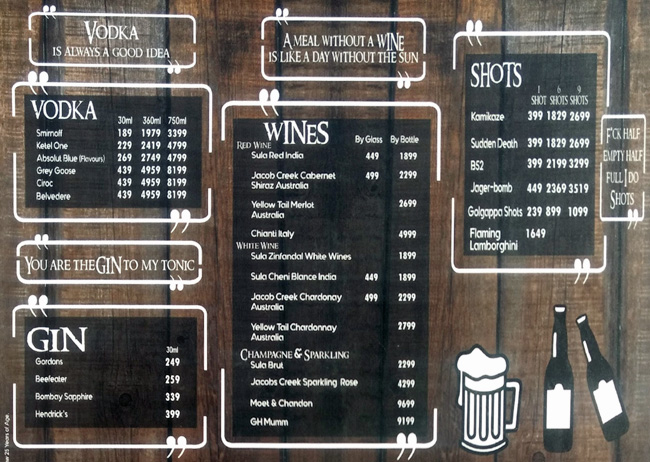 VODKA
IS ALWAYS A GOOD IDEA
VODKA
30ml 360ml 750ml
Smirnoff 189 1979 3399
Ketel One 229 2419 4799
Absolut Blue (Flavours) 269 2749 4799
Grey Goose 439 4959 8199
Ciroc 439 4959 8199
Belvedere 439 4959 8199
YOU ARE THE GIN TO MY TONIC
GIN
30ml
Gordons 249
Beefeater 259
Bombay Sapphire 339
Hendrick's 399
25 Years of Age
A MEAL WITHOUT A WINE
IS LIKE A DAY WITHOUT THE SUN
WINES
By Glass By Bottle
RED WINE
Sula Red India 449 1899
Jacob Creek Cabernet 499 2299
Shiraz Australia
Yellow Tail Merlot 2699
Australia
Chianti Italy 4999
WHITE WINE
Sula Zinfandal White Wines 1899
Sula Cheni Blance India 449 1899
Jacob Creek Chardonay 499 2299
Australia
Yellow Tail Chardonnay 2799
Australia
CHAMPAGNE & SPARKLING
Sula Brut 2299
Jacobs Creek Sparkling Rose 4299
Moet & Chandon 9699
GH Mumm 9199
SHOTS
1 6 9
SHOT SHOTS SHOTS
Kamikaze 399 1829 2699
Sudden Death 399 1829 2699
BS2 399 2199 3299
Jager-bomb 449 2369 3519
Golgappa Shots 239 899 1099
Flaming 1649
Lamborghini
F*CK HALF
EMPTY HALF
FULL I DO
SHOTS